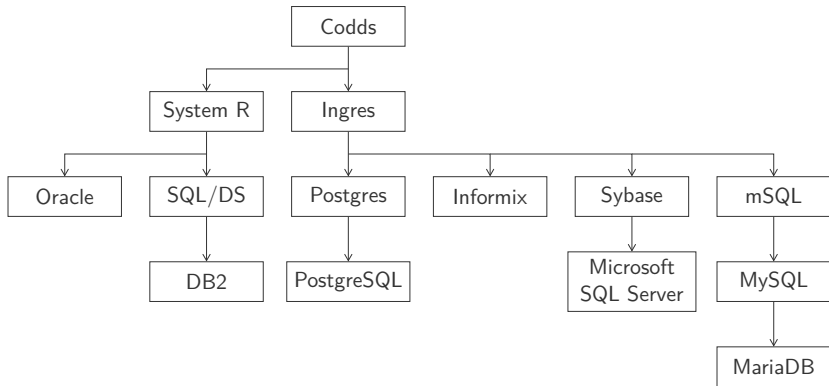 Codds
System R
Ingres
Oracle
SQL/DS
Postgres
Informix
Sybase
mSQL
DB2
PostgreSQL
Microsoft
SQL Server
MySQL
MariaDB